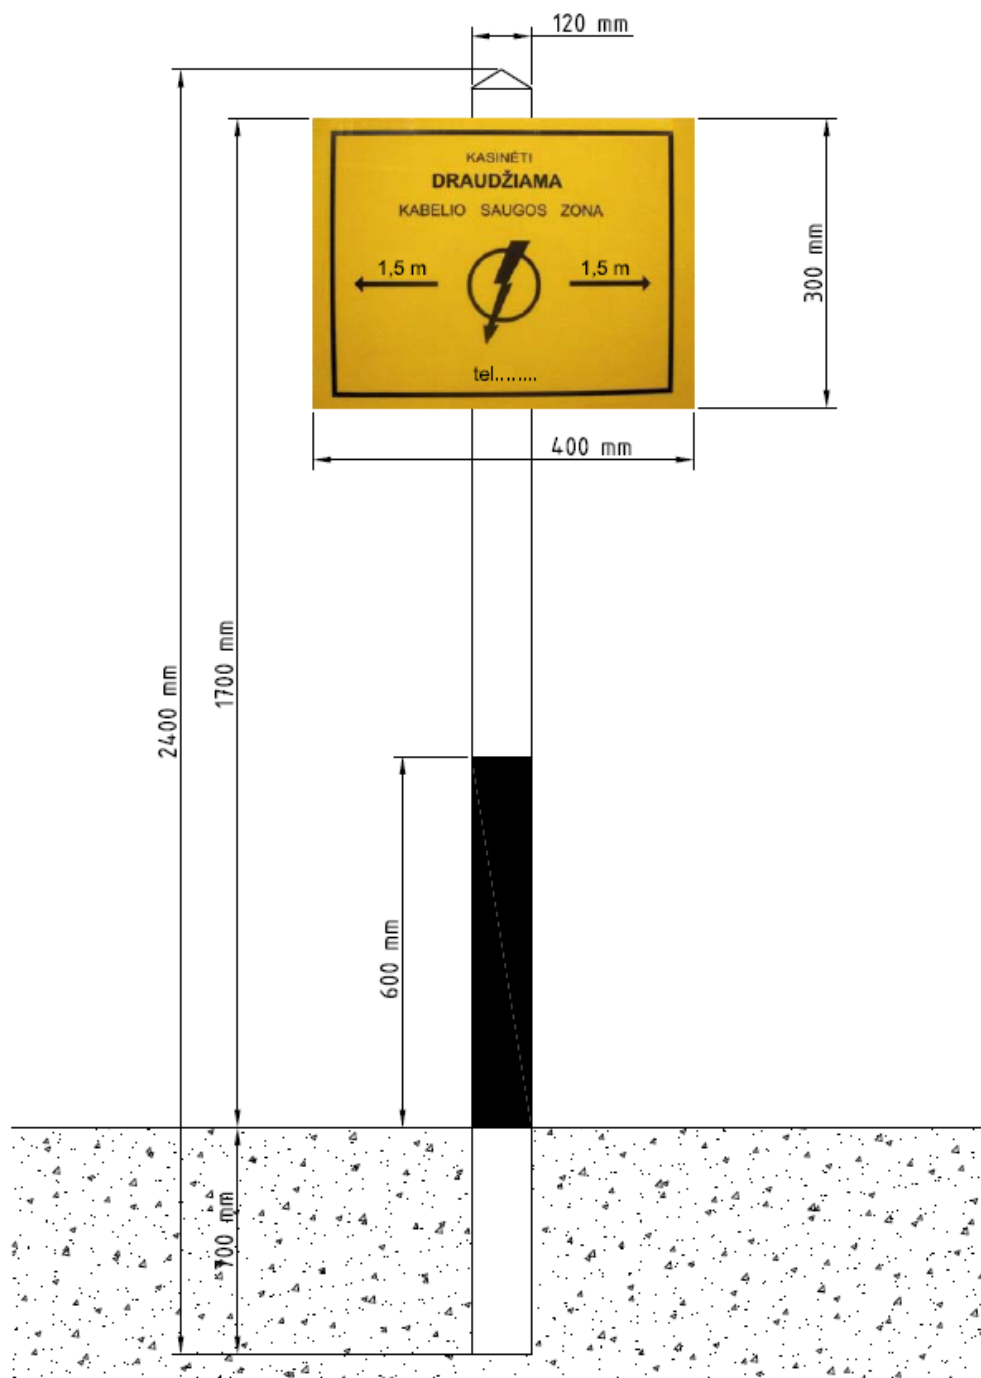 120 mm
KASINĖTI
DRAUDŽIAMA
KABELIO SAUGOS ZONA
1,5 m 1,5 m
tel........
300 mm
400 mm
1700 mm
2400 mm
600 mm
700 mm